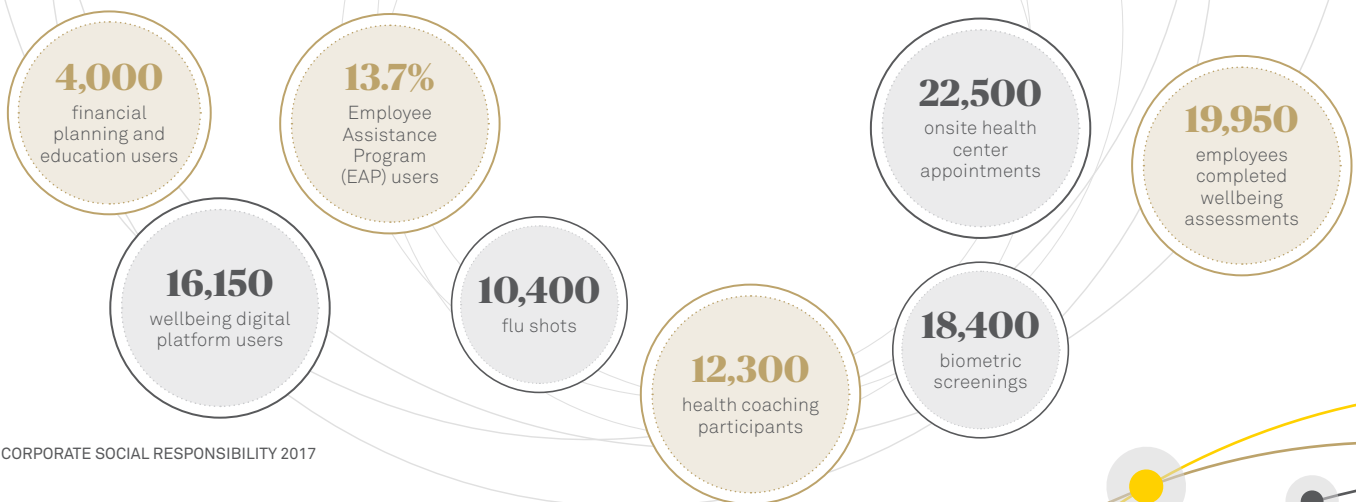 4,000
financial
planning and
education users
13.7%
Employee
Assistance
Program
(EAP) users
22,500
onsite health
center
appointments
19,950
employees
completed
wellbeing
assessments
16,150
wellbeing digital
platform users
10,400
flu shots
12,300
health coaching
participants
18,400
biometric
screenings
CORPORATE SOCIAL RESPONSIBILITY 2017